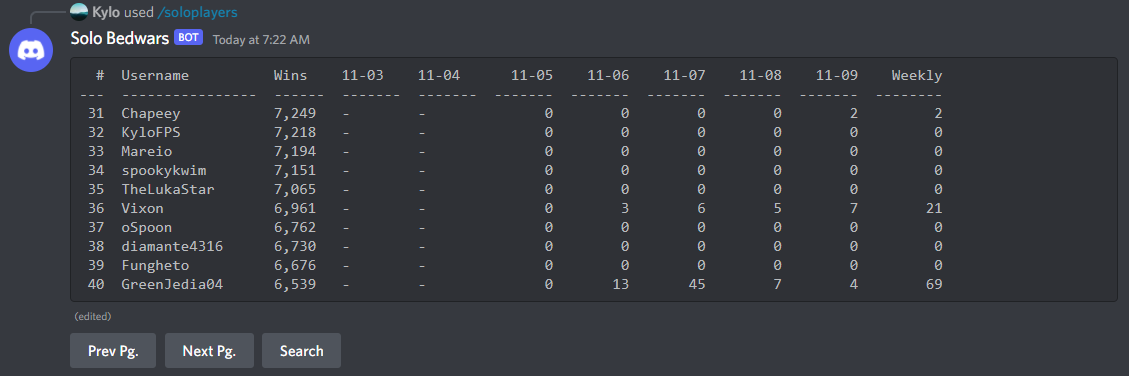 Kylo used /soloplayers
Solo Bedwars BOT Today at 7:22 AM
# Username Wins 11-03 11-04 11-05 11-06 11-07 11-08 11-09 Weekly
--- ---------------- ------ ------- ------- ------- ------- ------- ------- ------- --------
31 Chapeey 7,249 - - 0 0 0 0 2 2
32 KyloFPS 7,218 - - 0 0 0 0 0 0
33 Mareio 7,194 - - 0 0 0 0 0 0
34 spookykwim 7,151 - - 0 0 0 0 0 0
35 TheLukaStar 7,065 - - 0 0 0 0 0 0
36 Vixon 6,961 - - 0 3 6 5 7 21
37 oSpoon 6,762 - - 0 0 0 0 0 0
38 diamante4316 6,730 - - 0 0 0 0 0 0
39 Fungheto 6,676 - - 0 0 0 0 0 0
40 GreenJedia04 6,539 - - 0 13 45 7 4 69
(edited)
Prev Pg. Next Pg. Search